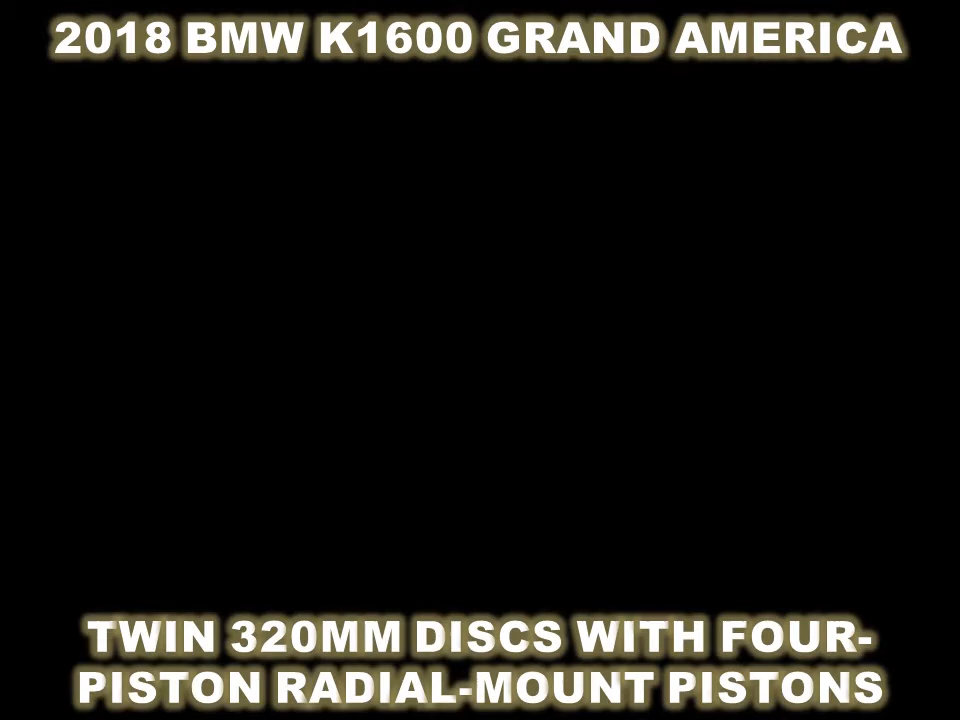 2018 BMW K1600 GRAND AMERICA
TWIN 320MM DISCS WITH FOUR-
PISTON RADIAL-MOUNT PISTONS